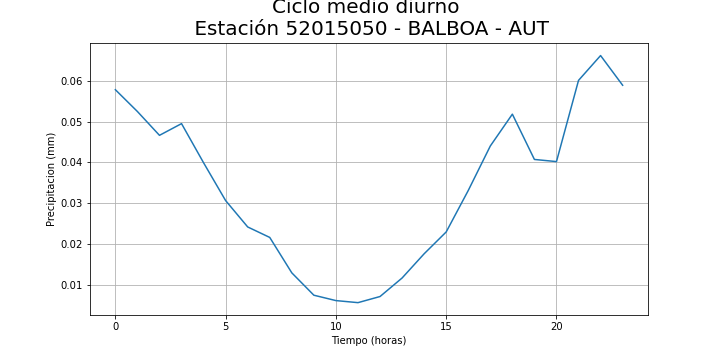 Ciclo medio diurno
Estación 52015050 - BALBOA - AUT
0.06
0.05
0.04
0.03
0.02
0.01
Precipitacion (mm)
0 5 10 15 20
Tiempo (horas)